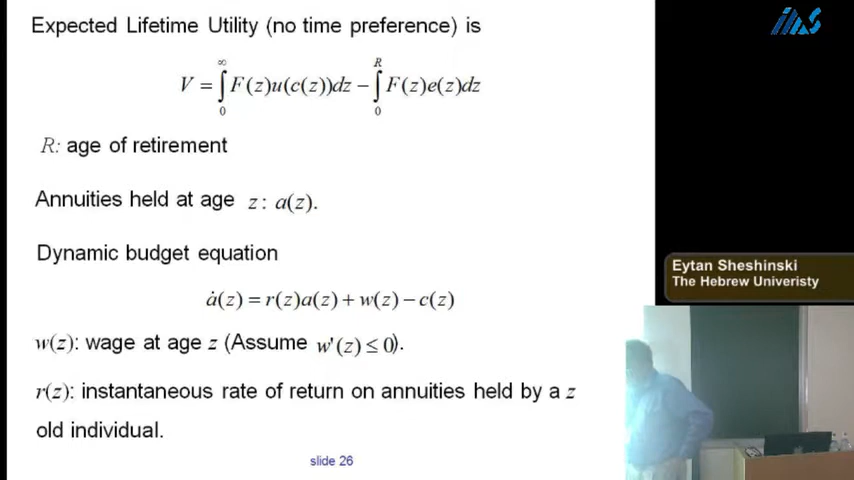 Expected Lifetime Utility (no time preference) is
V = ∫₀^∞ F(z)u(c(z))dz − ∫₀^R F(z)e(z)dz
R: age of retirement
Annuities held at age z: a(z).
Dynamic budget equation
ȧ(z) = r(z)a(z) + w(z) − c(z)
w(z): wage at age z (Assume w'(z) ≤ 0).
r(z): instantaneous rate of return on annuities held by a z
old individual.
slide 26
IIAS
Eytan Sheshinski
The Hebrew Univeristy